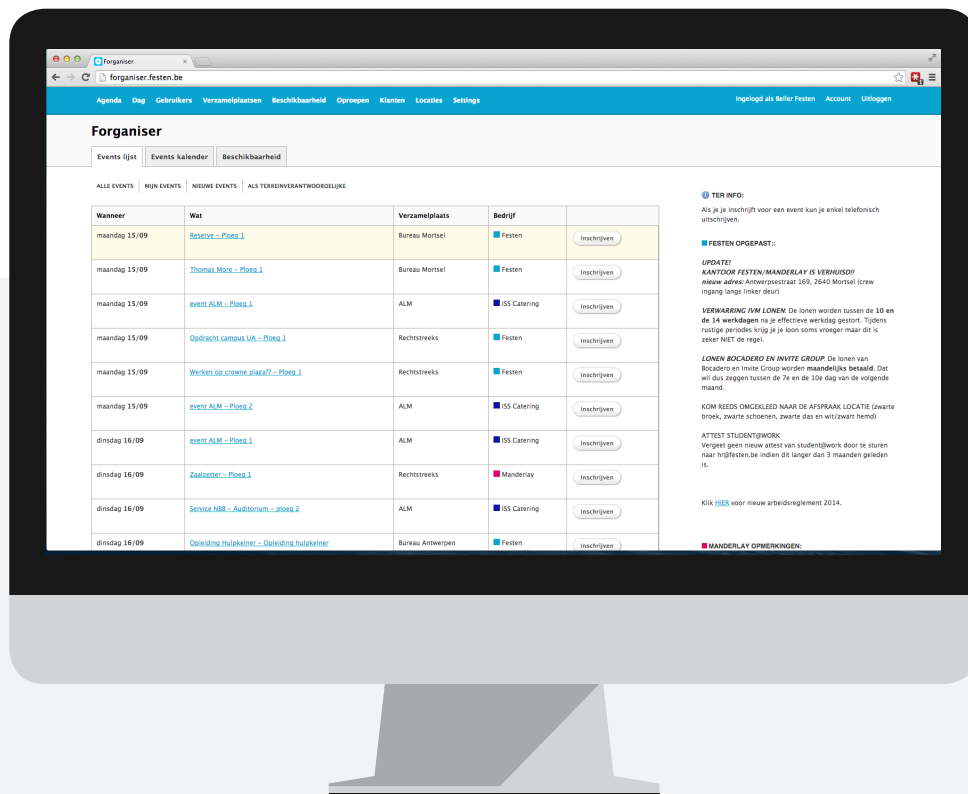 Forganiser
forganiser.festen.be
Agenda Dag Gebruikers Verzamelplaatsen Beschikbaarheid Oproepen Klanten Locaties Settings
Ingelogd als Beller Festen Account Uitloggen
Forganiser
Events lijst Events kalender Beschikbaarheid
ALLE EVENTS MIJN EVENTS NIEUWE EVENTS ALS TERREINVERANTWOORDELIJKE
Wanneer Wat Verzamelplaats Bedrijf
maandag 15/09 Reserve – Ploeg 1 Bureau Mortsel Festen Inschrijven
maandag 15/09 Thomas More – Ploeg 1 Bureau Mortsel Festen Inschrijven
maandag 15/09 event ALM – Ploeg 1 ALM ISS Catering Inschrijven
maandag 15/09 Opdracht campus UA – Ploeg 1 Rechtstreeks Festen Inschrijven
maandag 15/09 Werken op crowne plaza?? – Ploeg 1 Rechtstreeks Festen Inschrijven
maandag 15/09 event ALM – Ploeg 2 ALM ISS Catering Inschrijven
dinsdag 16/09 event ALM – Ploeg 1 ALM ISS Catering Inschrijven
dinsdag 16/09 Zaalzetter – Ploeg 1 Rechtstreeks Manderlay Inschrijven
dinsdag 16/09 Service NBB – Auditorium – ploeg 2 ALM ISS Catering Inschrijven
dinsdag 16/09 Opleiding Hulpkelner – Opleiding hulpkelner Bureau Antwerpen Festen Inschrijven
TER INFO:
Als je je inschrijft voor een event kun je enkel telefonisch
uitschrijven.
FESTEN OPGEPAST::
UPDATE!
KANTOOR FESTEN/MANDERLAY IS VERHUISD!!
nieuw adres: Antwerpsestraat 169, 2640 Mortsel (crew
ingang langs linker deur)
VERWARRING IVM LONEN: De lonen worden tussen de 10 en
de 14 werkdagen na je effectieve werkdag gestort. Tijdens
rustige periodes krijg je je loon soms vroeger maar dit is
zeker NIET de regel.
LONEN BOCADERO EN INVITE GROUP: De lonen van
Bocadero en Invite Group worden maandelijks betaald. Dat
wil dus zeggen tussen de 7e en de 10e dag van de volgende
maand.
KOM REEDS OMGEKLEED NAAR DE AFSPRAAK LOCATIE (zwarte
broek, zwarte schoenen, zwarte das en wit/zwart hemd)
ATTEST STUDENT@WORK
Vergeet geen nieuw attest van student@work door te sturen
naar hr@festen.be indien dit langer dan 3 maanden geleden
is.
Klik HIER voor nieuw arbeidsreglement 2014.
MANDERLAY OPMERKINGEN: